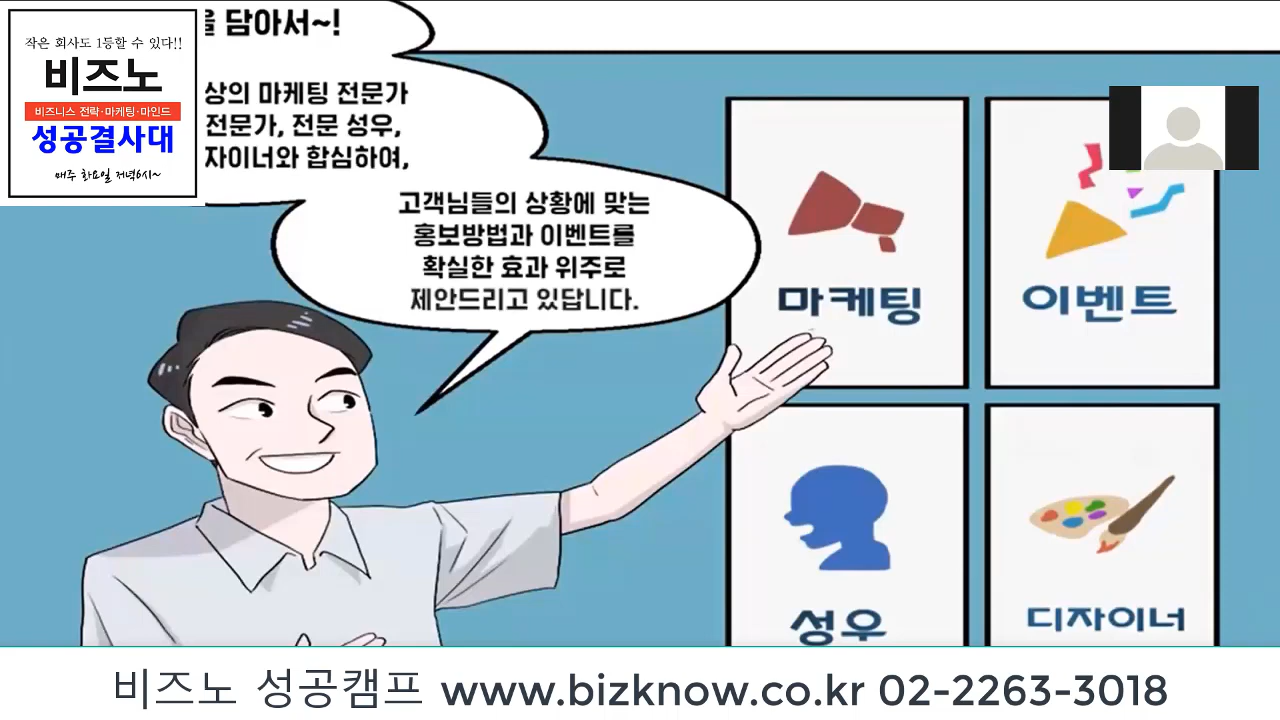 작은 회사도 1등할 수 있다!!
비즈노
비즈니스 전략·마케팅·마인드
성공결사대
매주 화요일 저녁6시~
을 담아서~!
상의 마케팅 전문가
전문가, 전문 성우,
자이너와 합심하여,
고객님들의 상황에 맞는
홍보방법과 이벤트를
확실한 효과 위주로
제안드리고 있답니다.
마케팅
이벤트
성우
디자이너
비즈노 성공캠프 www.bizknow.co.kr 02-2263-3018